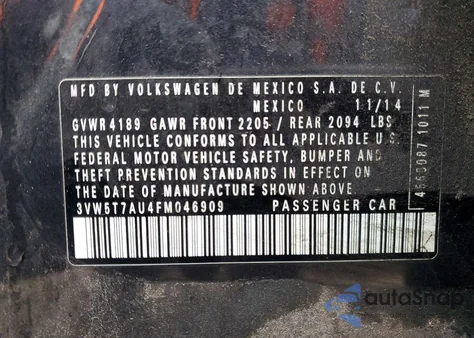 MFD BY VOLKSWAGEN DE MEXICO S.A. DE C.V.
MEXICO 11/14
GVWR 4189 GAWR FRONT 2205 / REAR 2094 LBS
THIS VEHICLE CONFORMS TO ALL APPLICABLE U.S.
FEDERAL MOTOR VEHICLE SAFETY, BUMPER AND
THEFT PREVENTION STANDARDS IN EFFECT ON
THE DATE OF MANUFACTURE SHOWN ABOVE.
3VW5T7AU4FM046909 PASSENGER CAR
autoSnap